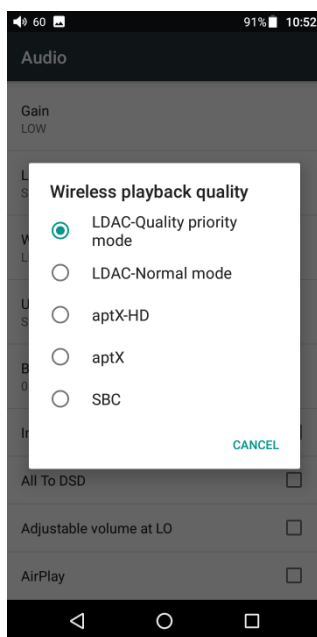 60
91%
10:52
Audio
Gain
LOW
Wireless playback quality
LDAC-Quality priority
mode
LDAC-Normal mode
aptX-HD
aptX
SBC
CANCEL
All To DSD
Adjustable volume at LO
AirPlay